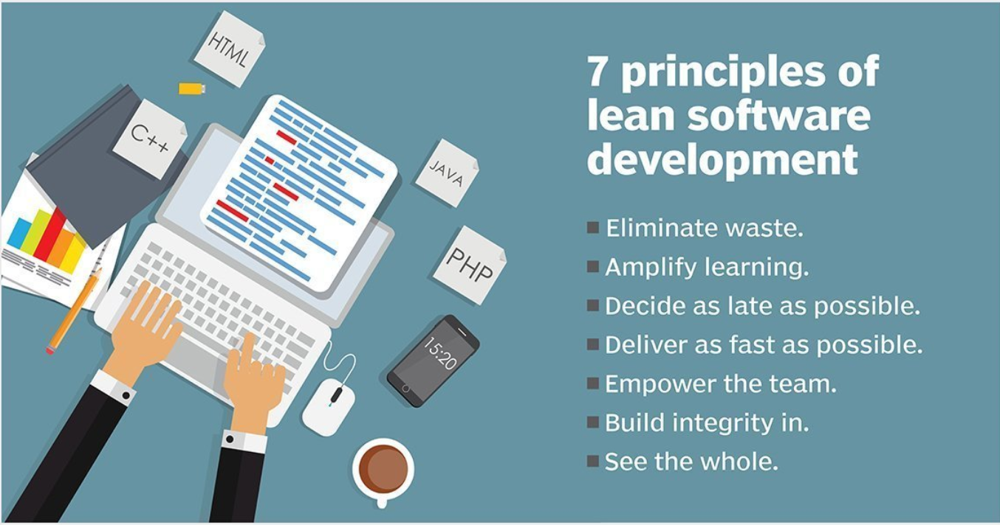 HTML
C++
JAVA
PHP
15:20
7 principles of
lean software
development
Eliminate waste.
Amplify learning.
Decide as late as possible.
Deliver as fast as possible.
Empower the team.
Build integrity in.
See the whole.